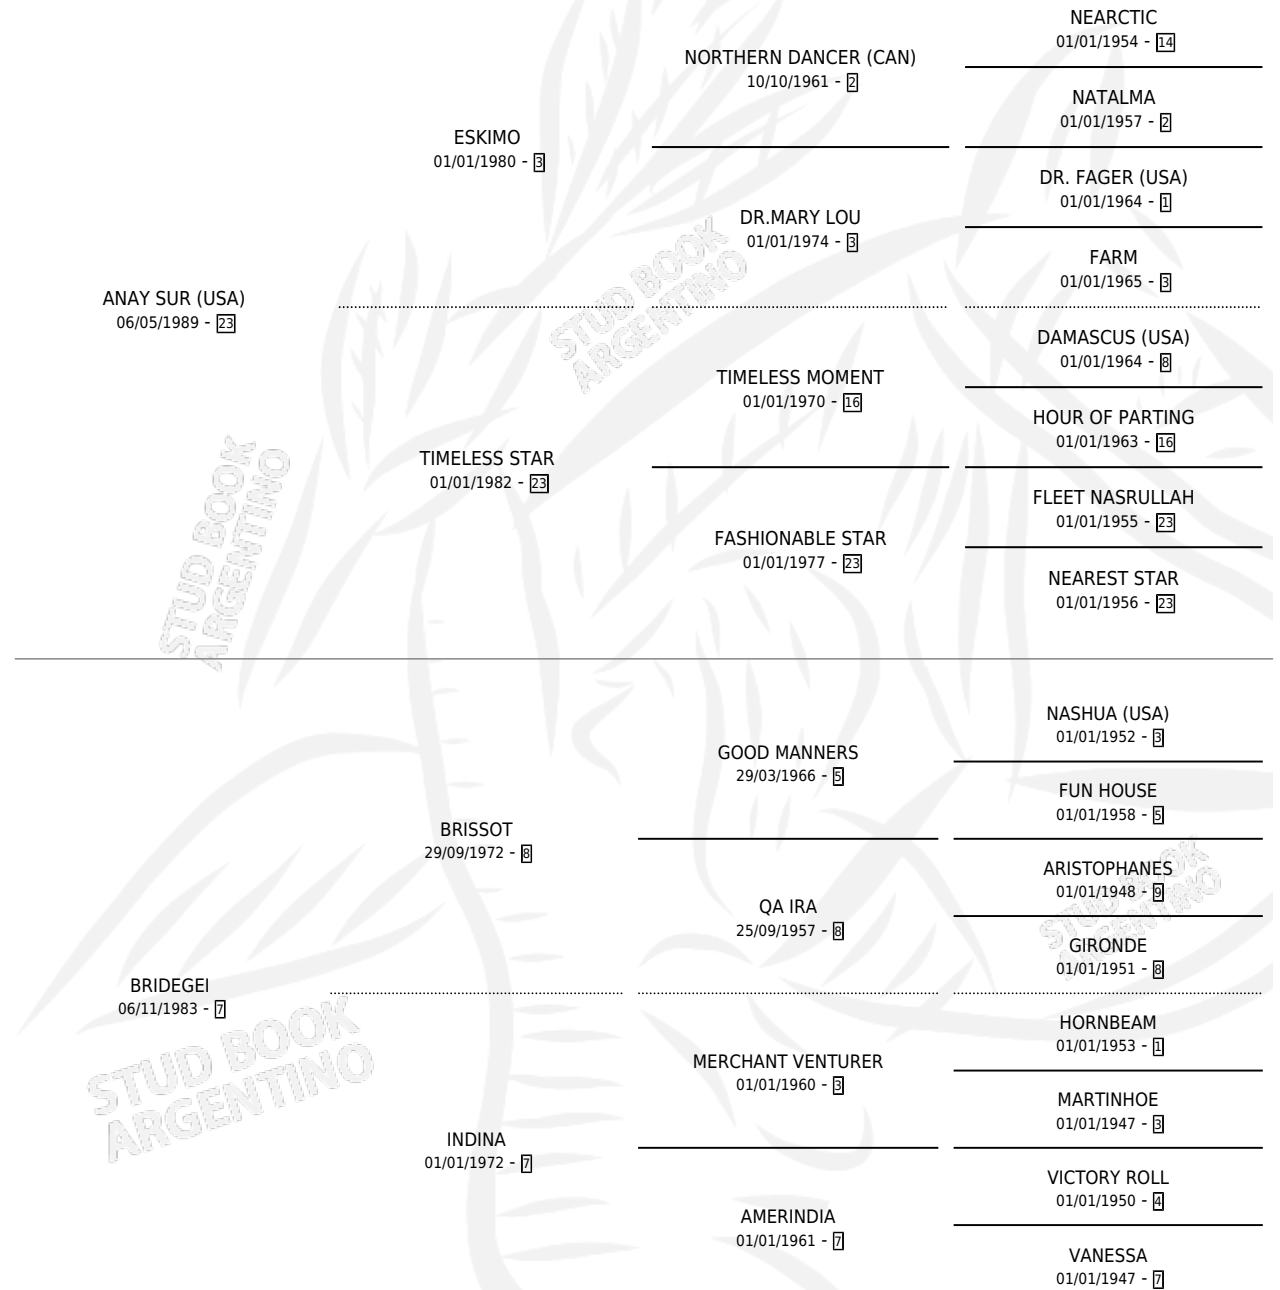 NEARCTIC
01/01/1954 - 14
NORTHERN DANCER (CAN)
10/10/1961 - 2
NATALMA
01/01/1957 - 2
ESKIMO
01/01/1980 - 3
DR. FAGER (USA)
01/01/1964 - 1
DR.MARY LOU
01/01/1974 - 3
FARM
01/01/1965 - 3
ANAY SUR (USA)
06/05/1989 - 23
STUD BOOK
ARGENTINO
DAMASCUS (USA)
01/01/1964 - 8
TIMELESS MOMENT
01/01/1970 - 16
HOUR OF PARTING
01/01/1963 - 16
TIMELESS STAR
01/01/1982 - 23
FLEET NASRULLAH
01/01/1955 - 23
FASHIONABLE STAR
01/01/1977 - 23
NEAREST STAR
01/01/1956 - 23
STUD BOOK
ARGENTINO
NASHUA (USA)
01/01/1952 - 3
GOOD MANNERS
29/03/1966 - 5
FUN HOUSE
01/01/1958 - 5
BRISSOT
29/09/1972 - 8
ARISTOPHANES
01/01/1948 - 9
QA IRA
25/09/1957 - 8
GIRONDE
01/01/1951 - 8
STUD BOOK
ARGENTINO
BRIDEGEI
06/11/1983 - 7
HORNBEAM
01/01/1953 - 1
MERCHANT VENTURER
01/01/1960 - 3
MARTINHOE
01/01/1947 - 3
STUD BOOK
ARGENTINO
INDINA
01/01/1972 - 7
VICTORY ROLL
01/01/1950 - 4
AMERINDIA
01/01/1961 - 7
VANESSA
01/01/1947 - 7